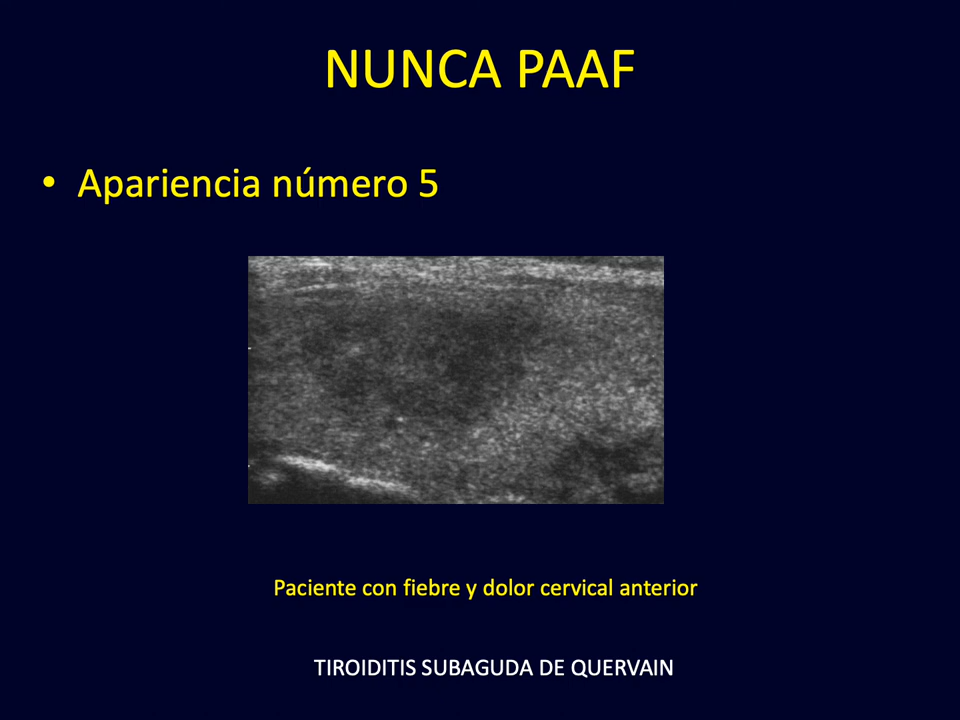 NUNCA PAAF
• Apariencia número 5
Paciente con fiebre y dolor cervical anterior
TIROIDITIS SUBAGUDA DE QUERVAIN